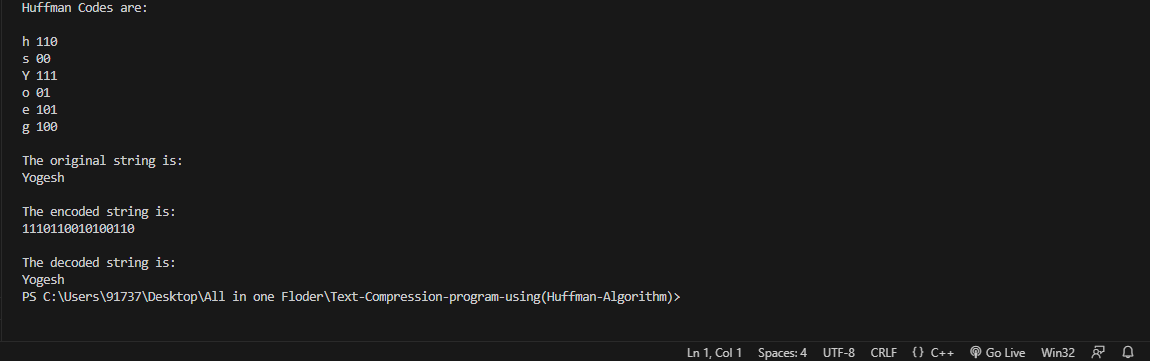 Huffman Codes are:
h 110
s 00
Y 111
o 01
e 101
g 100
The original string is:
Yogesh
The encoded string is:
1110110010100110
The decoded string is:
Yogesh
PS C:\Users\91737\Desktop\All in one Floder\Text-Compression-program-using(Huffman-Algorithm)>
Ln 1, Col 1 Spaces: 4 UTF-8 CRLF {} C++ Go Live Win32